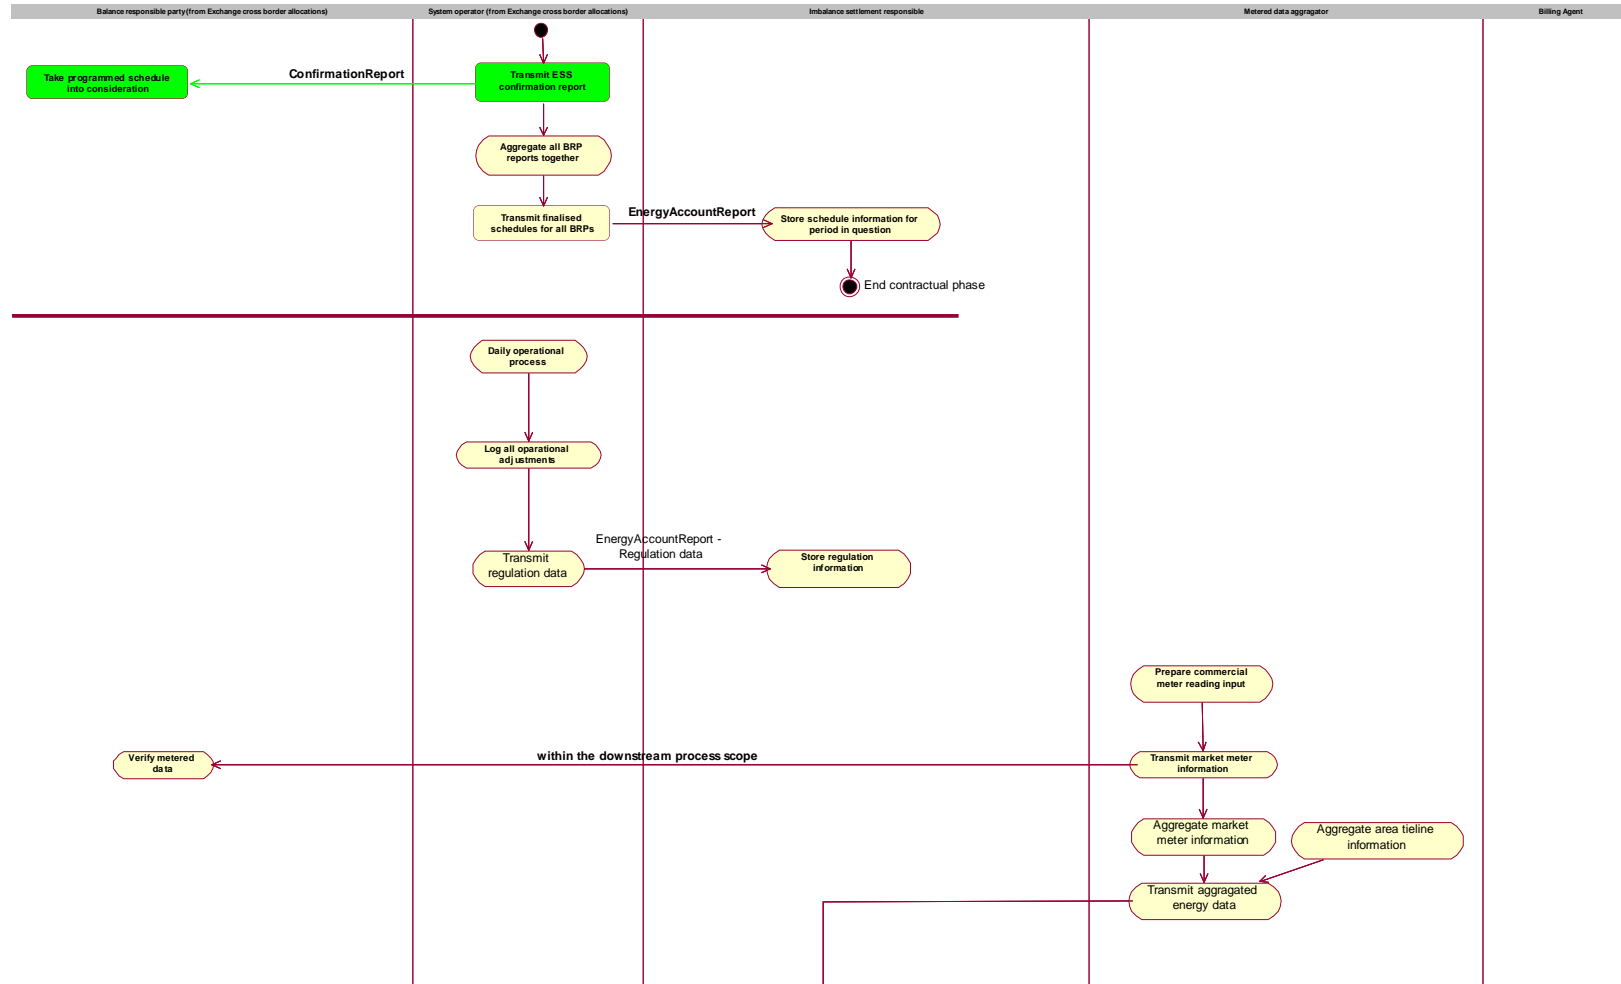 Balance responsible party (from Exchange cross border allocations)
System operator (from Exchange cross border allocations)
Imbalance settlement responsible
Metered data aggragator
Billing Agent
Take programmed schedule
into consideration
ConfirmationReport
Transmit ESS
confirmation report
Aggregate all BRP
reports together
Transmit finalised
schedules for all BRPs
EnergyAccountReport
Store schedule information for
period in question
End contractual phase
Daily operational
process
Log all oparational
adjustments
Transmit
regulation data
EnergyAccountReport -
Regulation data
Store regulation
information
Prepare commercial
meter reading input
Verify metered
data
within the downstream process scope
Transmit market meter
information
Aggregate market
meter information
Aggregate area tieline
information
Transmit aggragated
energy data